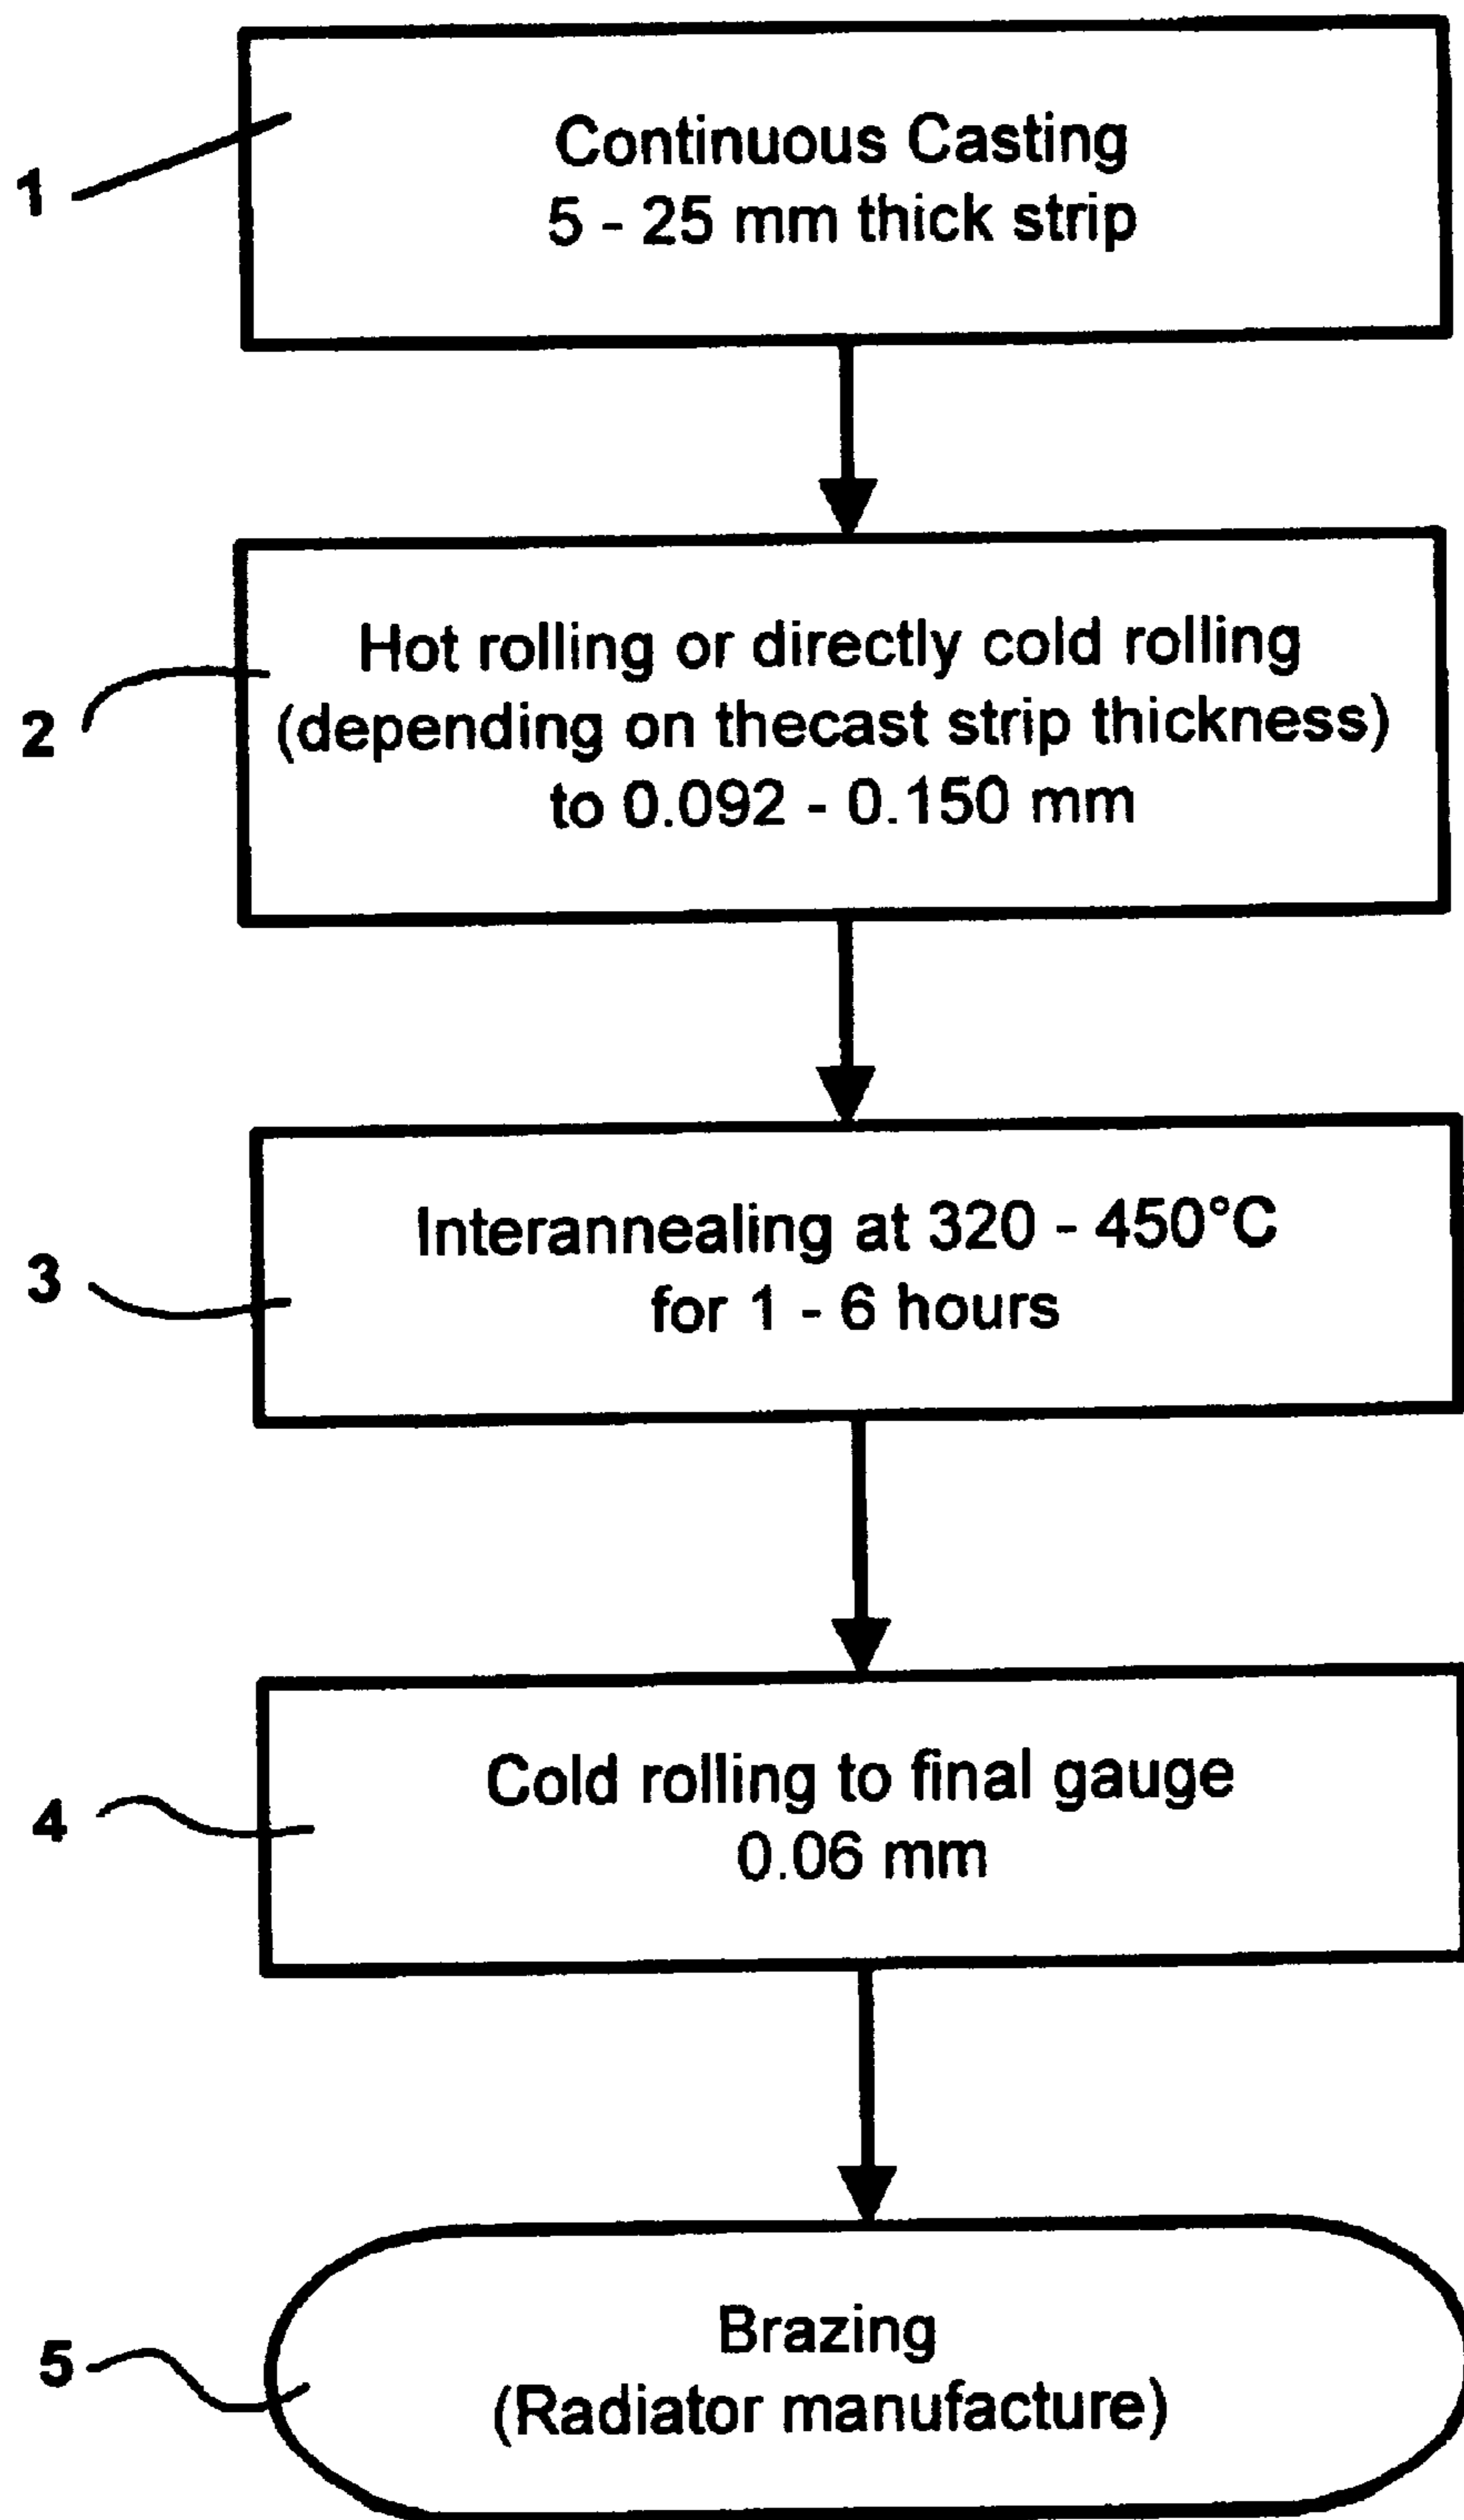 1
Continuous Casting
5 - 25 mm thick strip
2
Hot rolling or directly cold rolling
(depending on thecast strip thickness)
to 0.092 - 0.150 mm
3
Interannealing at 320 - 450°C
for 1 - 6 hours
4
Cold rolling to final gauge
0.06 mm
5
Brazing
(Radiator manufacture)